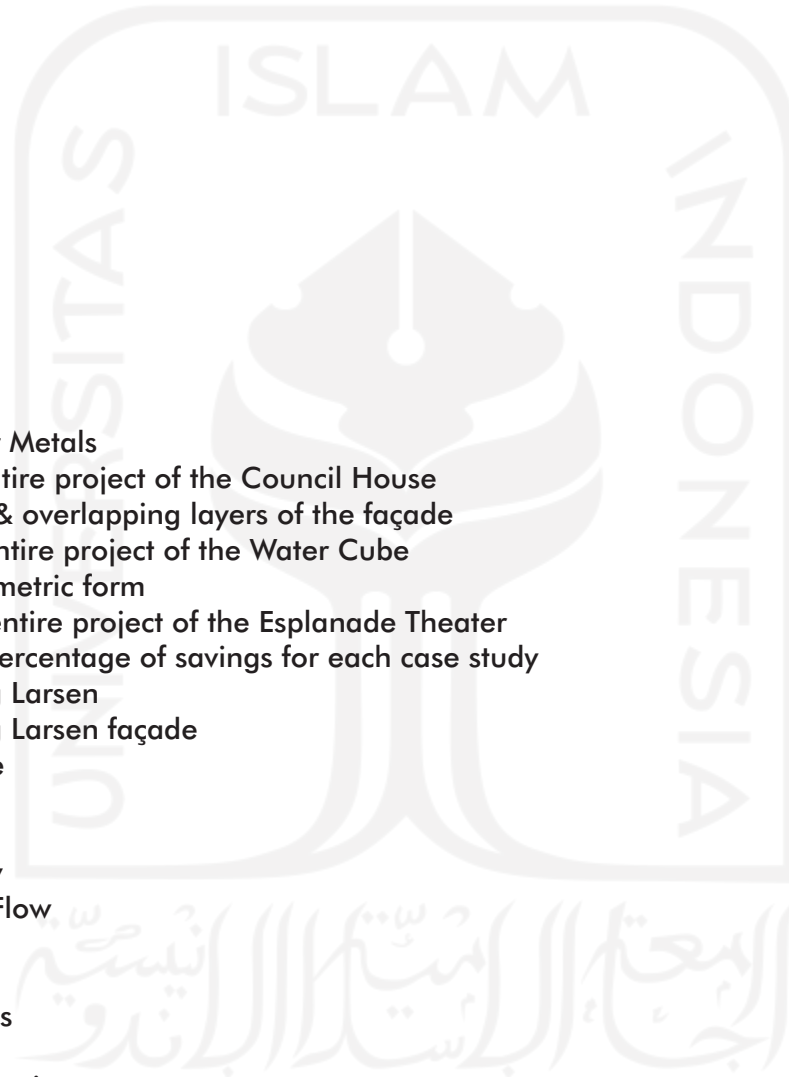 ISLAM
UNIVERSITAS
INDONESIA
Metals
tire project of the Council House
& overlapping layers of the façade
ntire project of the Water Cube
metric form
entire project of the Esplanade Theater
ercentage of savings for each case study
Larsen
Larsen façade
Flow